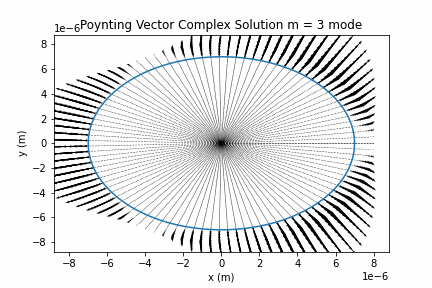 Poynting Vector Complex Solution m = 3 mode
1e−6
8
6
4
2
0
−2
−4
−6
−8
y (m)
−8 −6 −4 −2 0 2 4 6 8
x (m)
1e−6